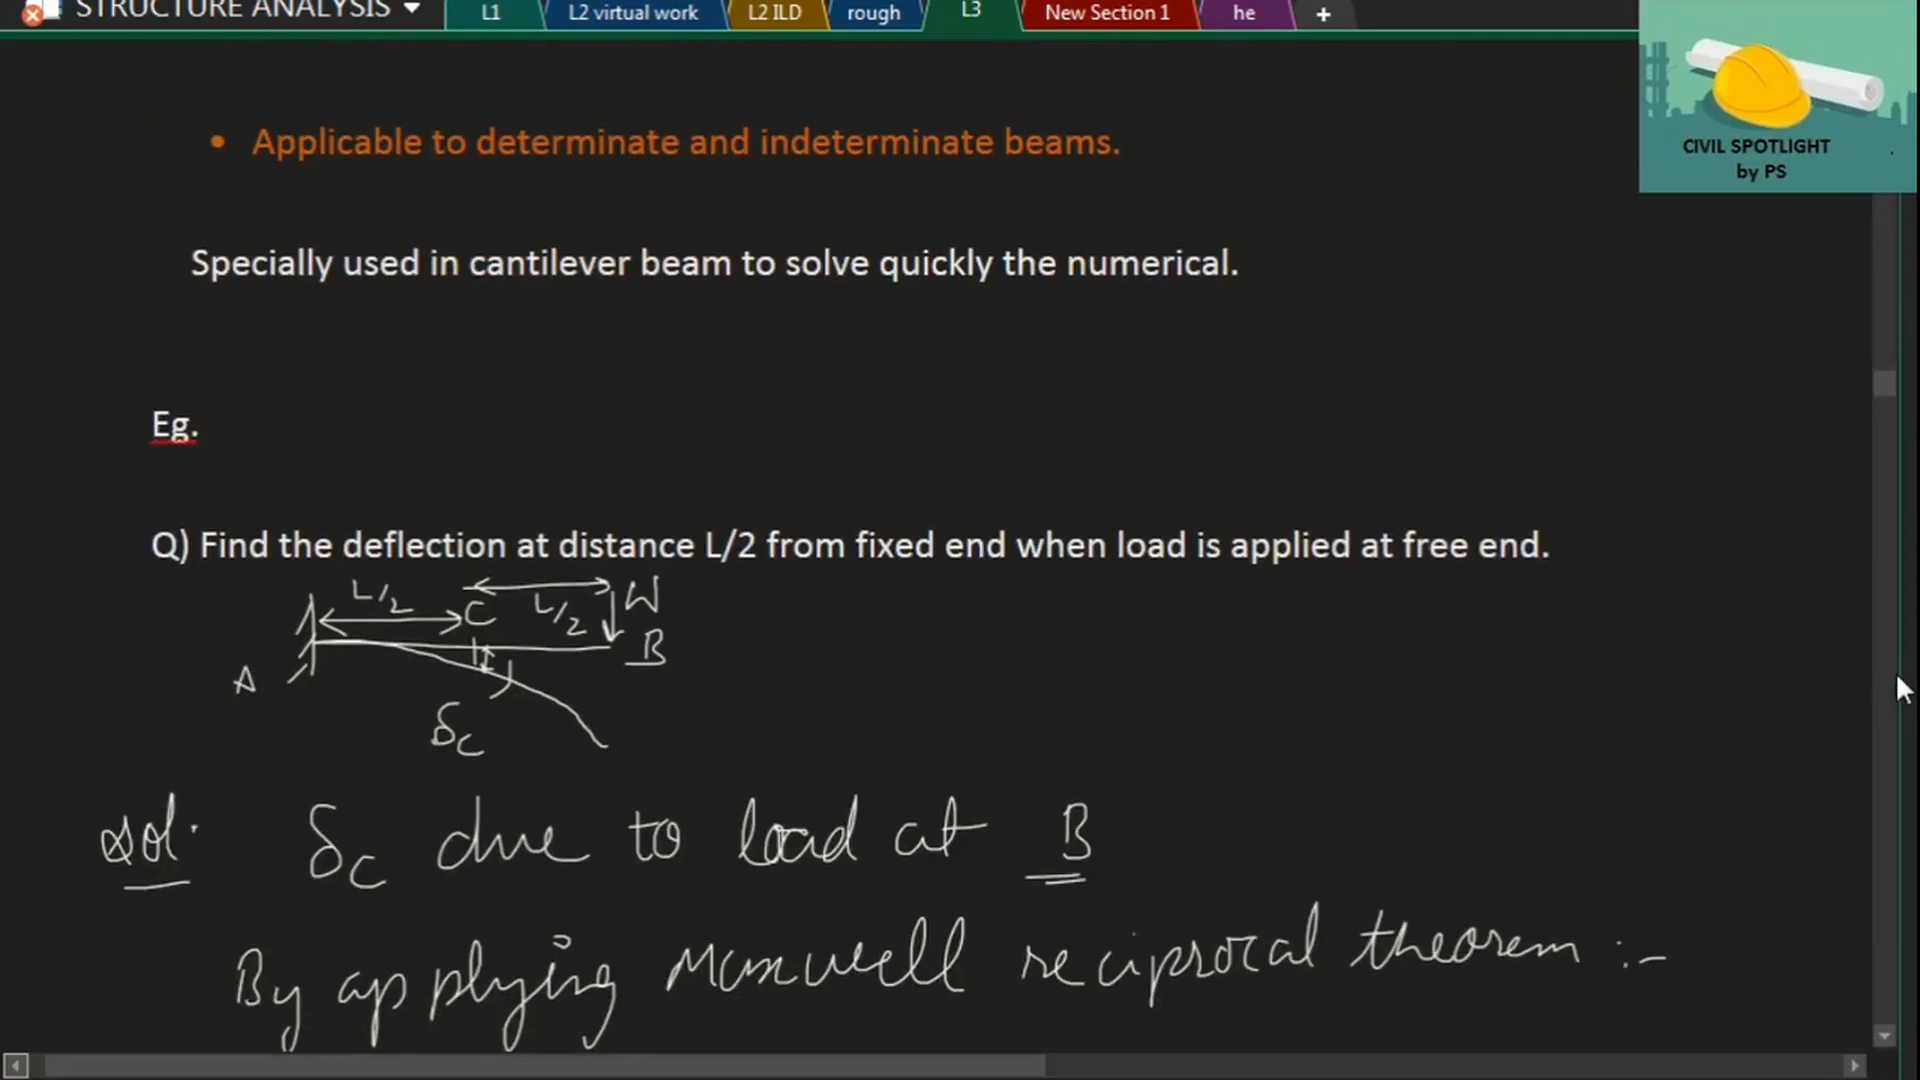 STRUCTURE ANALYSIS L1 L2 virtual work L2 ILD rough L3 New Section 1 he +
CIVIL SPOTLIGHT
by PS
• Applicable to determinate and indeterminate beams.
Specially used in cantilever beam to solve quickly the numerical.
Eg.
Q) Find the deflection at distance L/2 from fixed end when load is applied at free end.
L/2 C L/2 W
A B
δc
Sol. δc due to load at B
By applying Maxwell reciprocal theorem :-